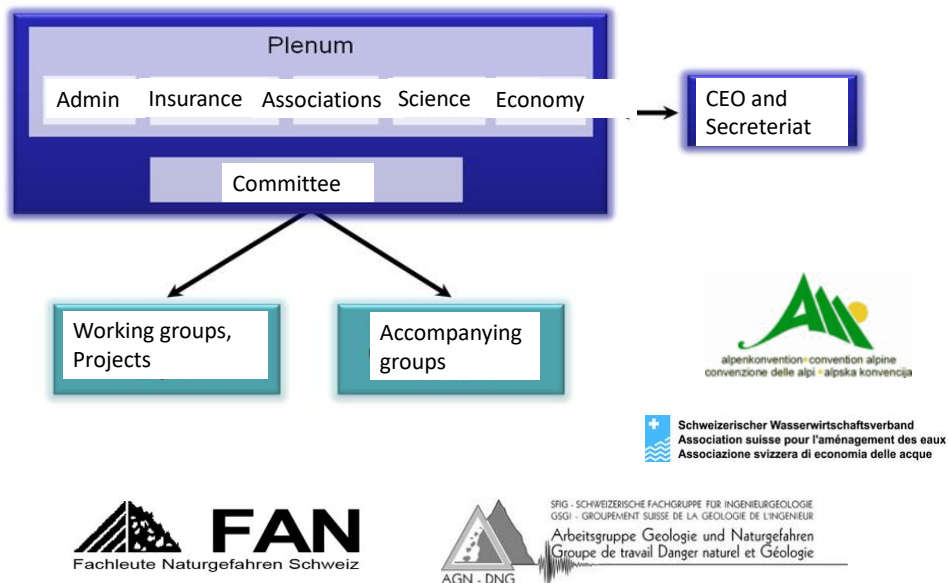 Plenum
Admin Insurance Associations Science Economy
CEO and
Secreteriat
Committee
Working groups,
Projects
Accompanying
groups
alpenkonvention • convention alpine
convenzione delle alpi • alpska konvencija
Schweizerischer Wasserwirtschaftsverband
Association suisse pour l'aménagement des eaux
Associazione svizzera di economia delle acque
FAN
Fachleute Naturgefahren Schweiz
SFIG - SCHWEIZERISCHE FACHGRUPPE FÜR INGENIEURGEOLOGIE
GSGI - GROUPEMENT SUISSE DE LA GEOLOGIE DE L'INGENIEUR
Arbeitsgruppe Geologie und Naturgefahren
Groupe de travail Danger naturel et Géologie
AGN - DNG